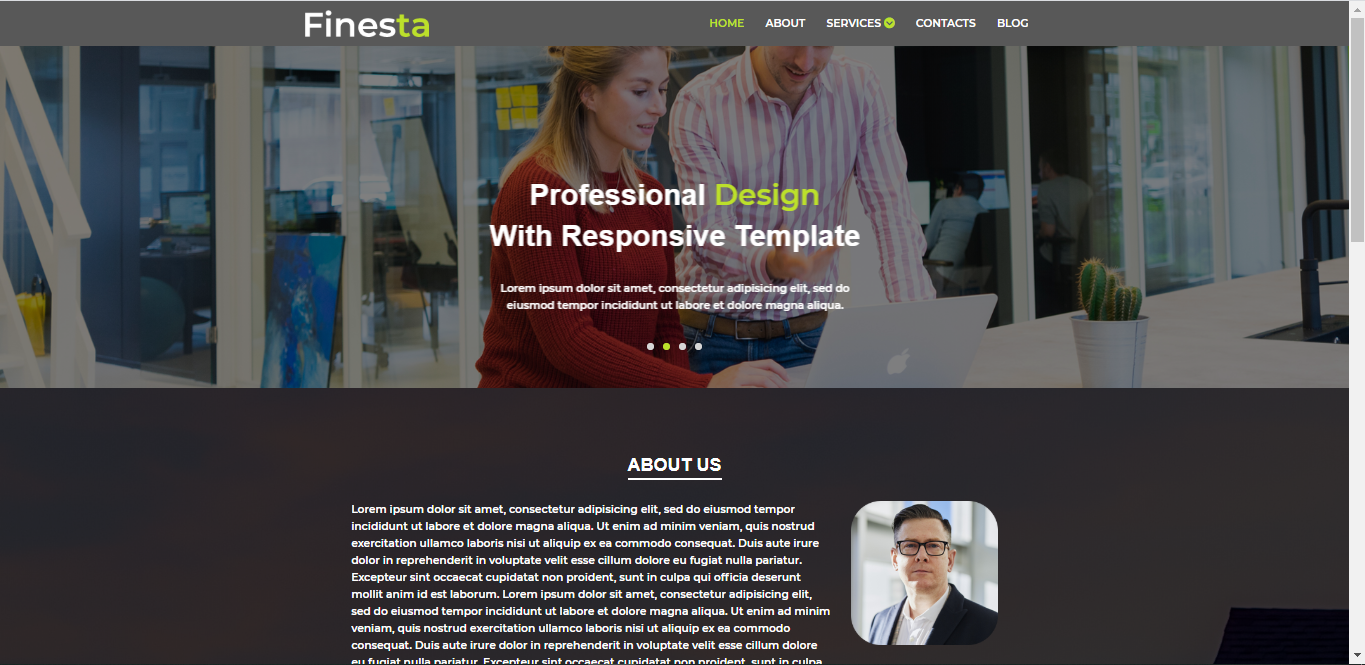 Finesta
HOME ABOUT SERVICES CONTACTS BLOG
Professional Design
With Responsive Template
Lorem ipsum dolor sit amet, consectetur adipisicing elit, sed do
eiusmod tempor incididunt ut labore et dolore magna aliqua.
ABOUT US
Lorem ipsum dolor sit amet, consectetur adipisicing elit, sed do eiusmod tempor
incididunt ut labore et dolore magna aliqua. Ut enim ad minim veniam, quis nostrud
exercitation ullamco laboris nisi ut aliquip ex ea commodo consequat. Duis aute irure
dolor in reprehenderit in voluptate velit esse cillum dolore eu fugiat nulla pariatur.
Excepteur sint occaecat cupidatat non proident, sunt in culpa qui officia deserunt
mollit anim id est laborum. Lorem ipsum dolor sit amet, consectetur adipisicing elit,
sed do eiusmod tempor incididunt ut labore et dolore magna aliqua. Ut enim ad minim
veniam, quis nostrud exercitation ullamco laboris nisi ut aliquip ex ea commodo
consequat. Duis aute irure dolor in reprehenderit in voluptate velit esse cillum dolore
eu fugiat nulla pariatur. Excepteur sint occaecat cupidatat non proident, sunt in culpa